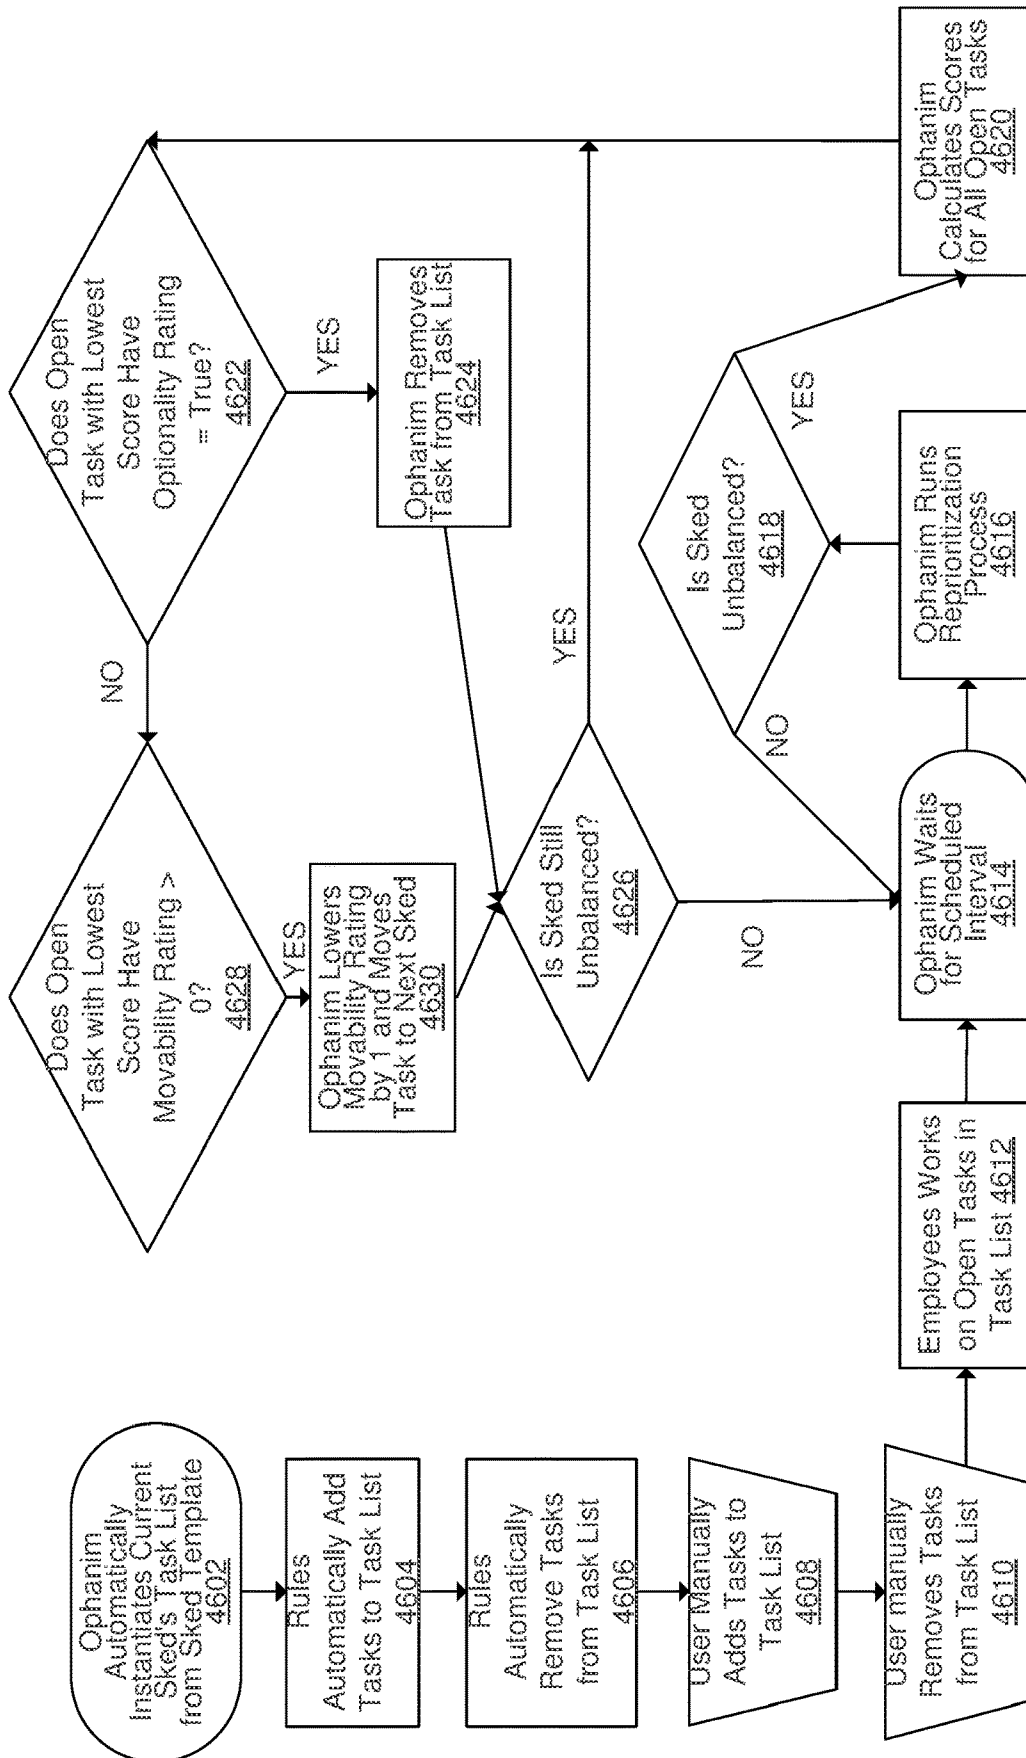 Ophanim
Automatically
Instantiates Current
Sked's Task List
from Sked Template
4602
Rules
Automatically Add
Tasks to Task List
4604
Rules
Automatically
Remove Tasks
from Task List
4606
User Manually
Adds Tasks to
Task List
4608
User manually
Removes Tasks
from Task List
4610
Employees Works
on Open Tasks in
Task List 4612
Ophanim Waits
for Scheduled
Interval
4614
Ophanim Runs
Reprioritization
Process
4616
Is Sked
Unbalanced?
4618
NO
YES
Ophanim
Calculates Scores
for All Open Tasks
4620
Does Open
Task with Lowest
Score Have
Optionality Rating
= True?
4622
YES
NO
Ophanim Removes
Task from Task List
4624
Does Open
Task with Lowest
Score Have
Movability Rating >
0?
4628
YES
Ophanim Lowers
Movability Rating
by 1 and Moves
Task to Next Sked
4630
Is Sked Still
Unbalanced?
4626
YES
NO